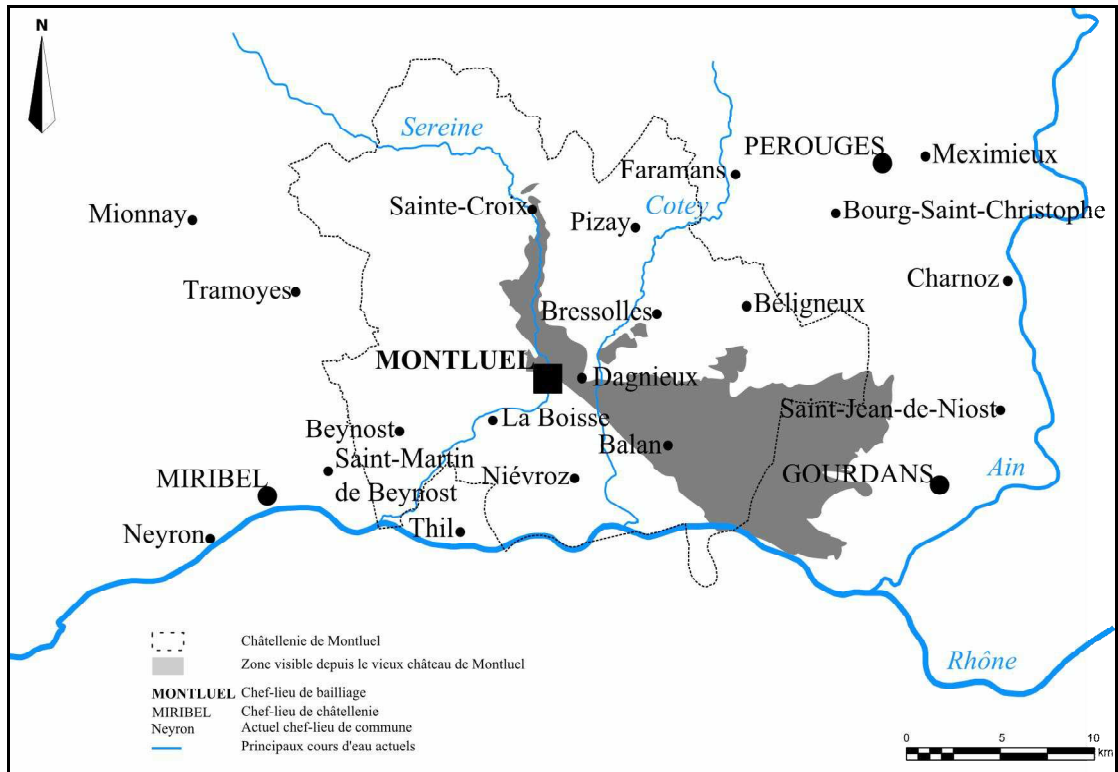 N
Sereine
PEROUGES
Meximieux
Faramans
Mionnay
Sainte-Croix
Cotey
Pizay
Bourg-Saint-Christophe
Charnoz
Tramoyes
Bressolles
Béligneux
MONTLUEL
Dagnieux
Saint-Jean-de-Niost
La Boisse
Beynost
Balan
Saint-Martin
de Beynost
MIRIBEL
Niévroz
GOURDANS
Ain
Neyron
Thil
Rhône
Châtellenie de Montluel
Zone visible depuis le vieux château de Montluel
MONTLUEL Chef-lieu de bailliage
MIRIBEL Chef-lieu de châtellenie
Neyron Actuel chef-lieu de commune
Principaux cours d'eau actuels
0 5 10
km